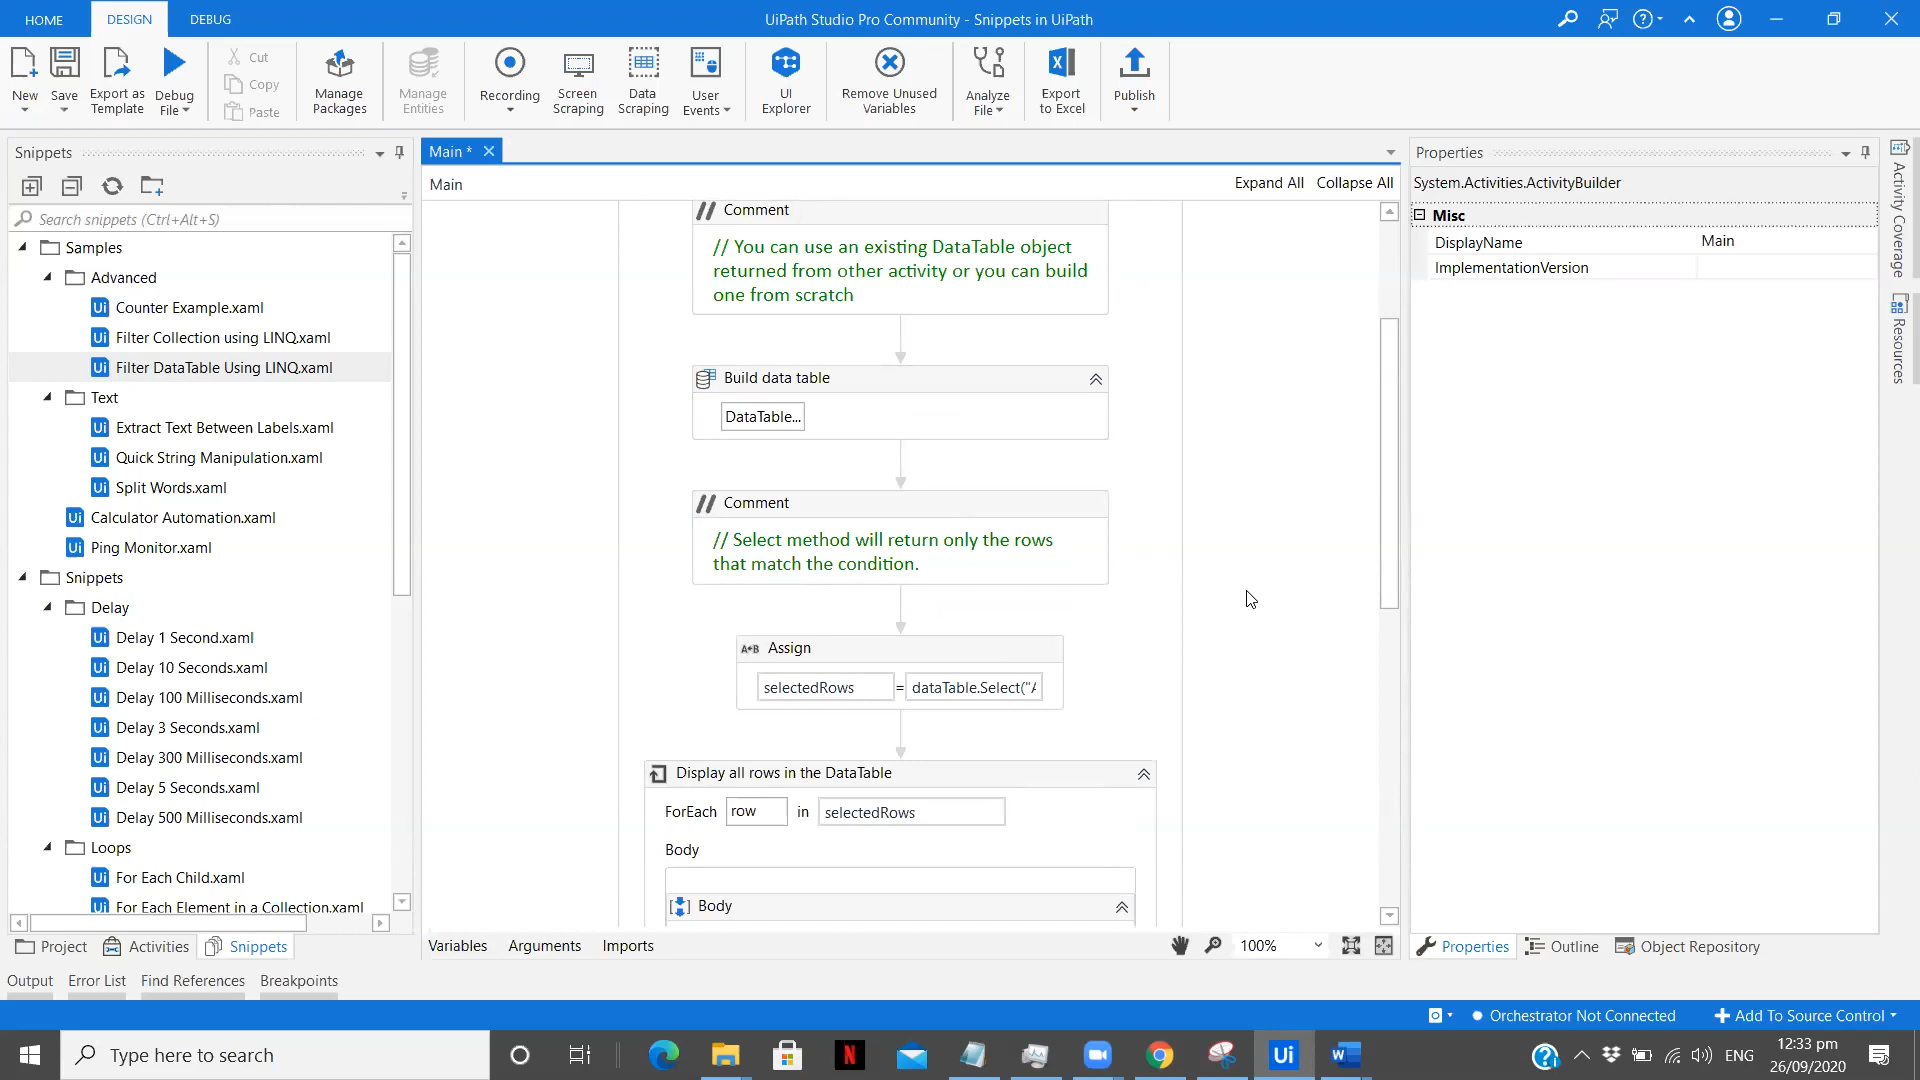 HOME
DESIGN
DEBUG
UiPath Studio Pro Community - Snippets in UiPath
New
Save
Export as
Template
Debug
File
Cut
Copy
Paste
Manage
Packages
Manage
Entities
Recording
Screen
Scraping
Data
Scraping
User
Events
UI
Explorer
Remove Unused
Variables
Analyze
File
Export
to Excel
Publish
Snippets
Search snippets (Ctrl+Alt+S)
Samples
Advanced
Counter Example.xaml
Filter Collection using LINQ.xaml
Filter DataTable Using LINQ.xaml
Text
Extract Text Between Labels.xaml
Quick String Manipulation.xaml
Split Words.xaml
Calculator Automation.xaml
Ping Monitor.xaml
Snippets
Delay
Delay 1 Second.xaml
Delay 10 Seconds.xaml
Delay 100 Milliseconds.xaml
Delay 3 Seconds.xaml
Delay 300 Milliseconds.xaml
Delay 5 Seconds.xaml
Delay 500 Milliseconds.xaml
Loops
For Each Child.xaml
For Each Element in a Collection.xaml
Project
Activities
Snippets
Main *
Main
Expand All
Collapse All
// Comment
// You can use an existing DataTable object
returned from other activity or you can build
one from scratch
Build data table
DataTable...
// Comment
// Select method will return only the rows
that match the condition.
A+B Assign
selectedRows = dataTable.Select("A
Display all rows in the DataTable
ForEach row in selectedRows
Body
Body
Variables
Arguments
Imports
100%
Properties
System.Activities.ActivityBuilder
Misc
DisplayName Main
ImplementationVersion
Properties
Outline
Object Repository
Activity Coverage
Resources
Output
Error List
Find References
Breakpoints
Orchestrator Not Connected
Add To Source Control
Type here to search
ENG
12:33 pm
26/09/2020